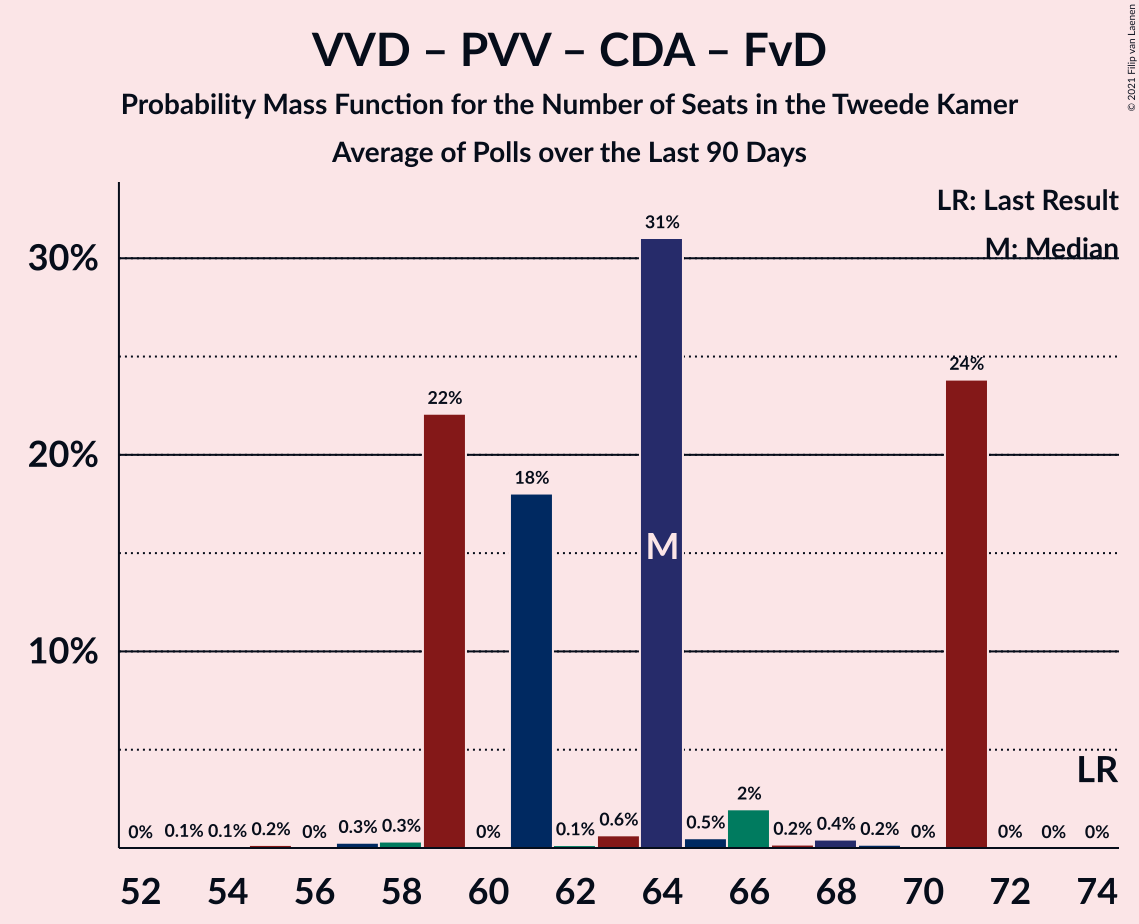 VVD – PVV – CDA – FvD
Probability Mass Function for the Number of Seats in the Tweede Kamer
Average of Polls over the Last 90 Days
© 2021 Filip van Laenen
LR: Last Result
M: Median
30%
20%
10%
0%
0.1%
0.1%
0.2%
0%
0.3%
0.3%
22%
0%
18%
0.1%
0.6%
31%
M
0.5%
2%
0.2%
0.4%
0.2%
0%
24%
0%
0%
0%
LR
52 54 56 58 60 62 64 66 68 70 72 74